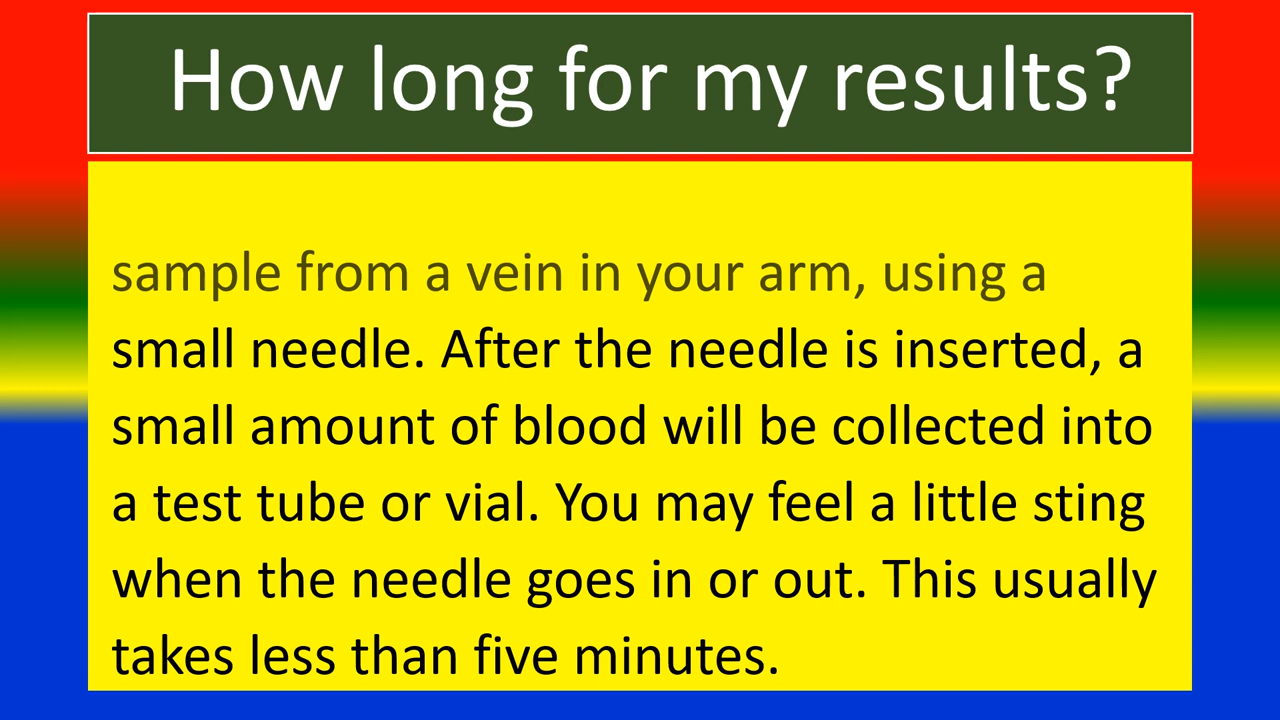 How long for my results?
sample from a vein in your arm, using a
small needle. After the needle is inserted, a
small amount of blood will be collected into
a test tube or vial. You may feel a little sting
when the needle goes in or out. This usually
takes less than five minutes.